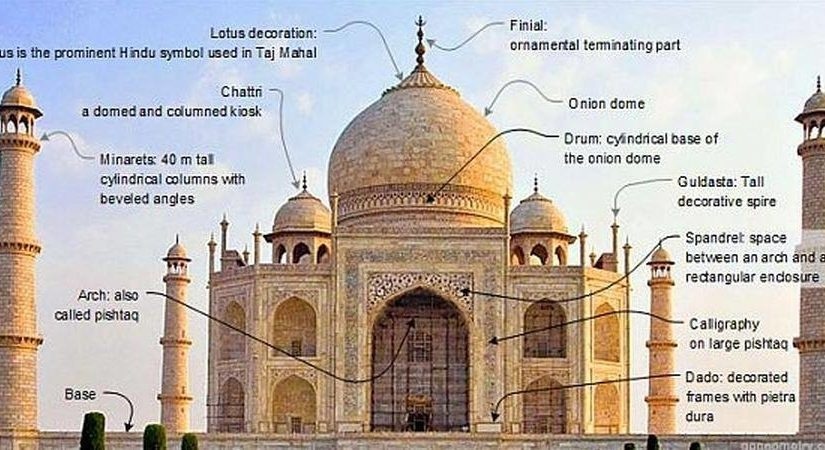 Lotus decoration:
us is the prominent Hindu symbol used in Taj Mahal
Finial:
ornamental terminating part
Chattri
a domed and columned kiosk
Onion dome
Drum: cylindrical base of
the onion dome
Minarets: 40 m tall
cylindrical columns with
beveled angles
Guldasta: Tall
decorative spire
Spandrel: space
between an arch and a
rectangular enclosure
Arch: also
called pishtaq
Calligraphy
on large pishtaq
Base
Dado: decorated
frames with pietra
dura